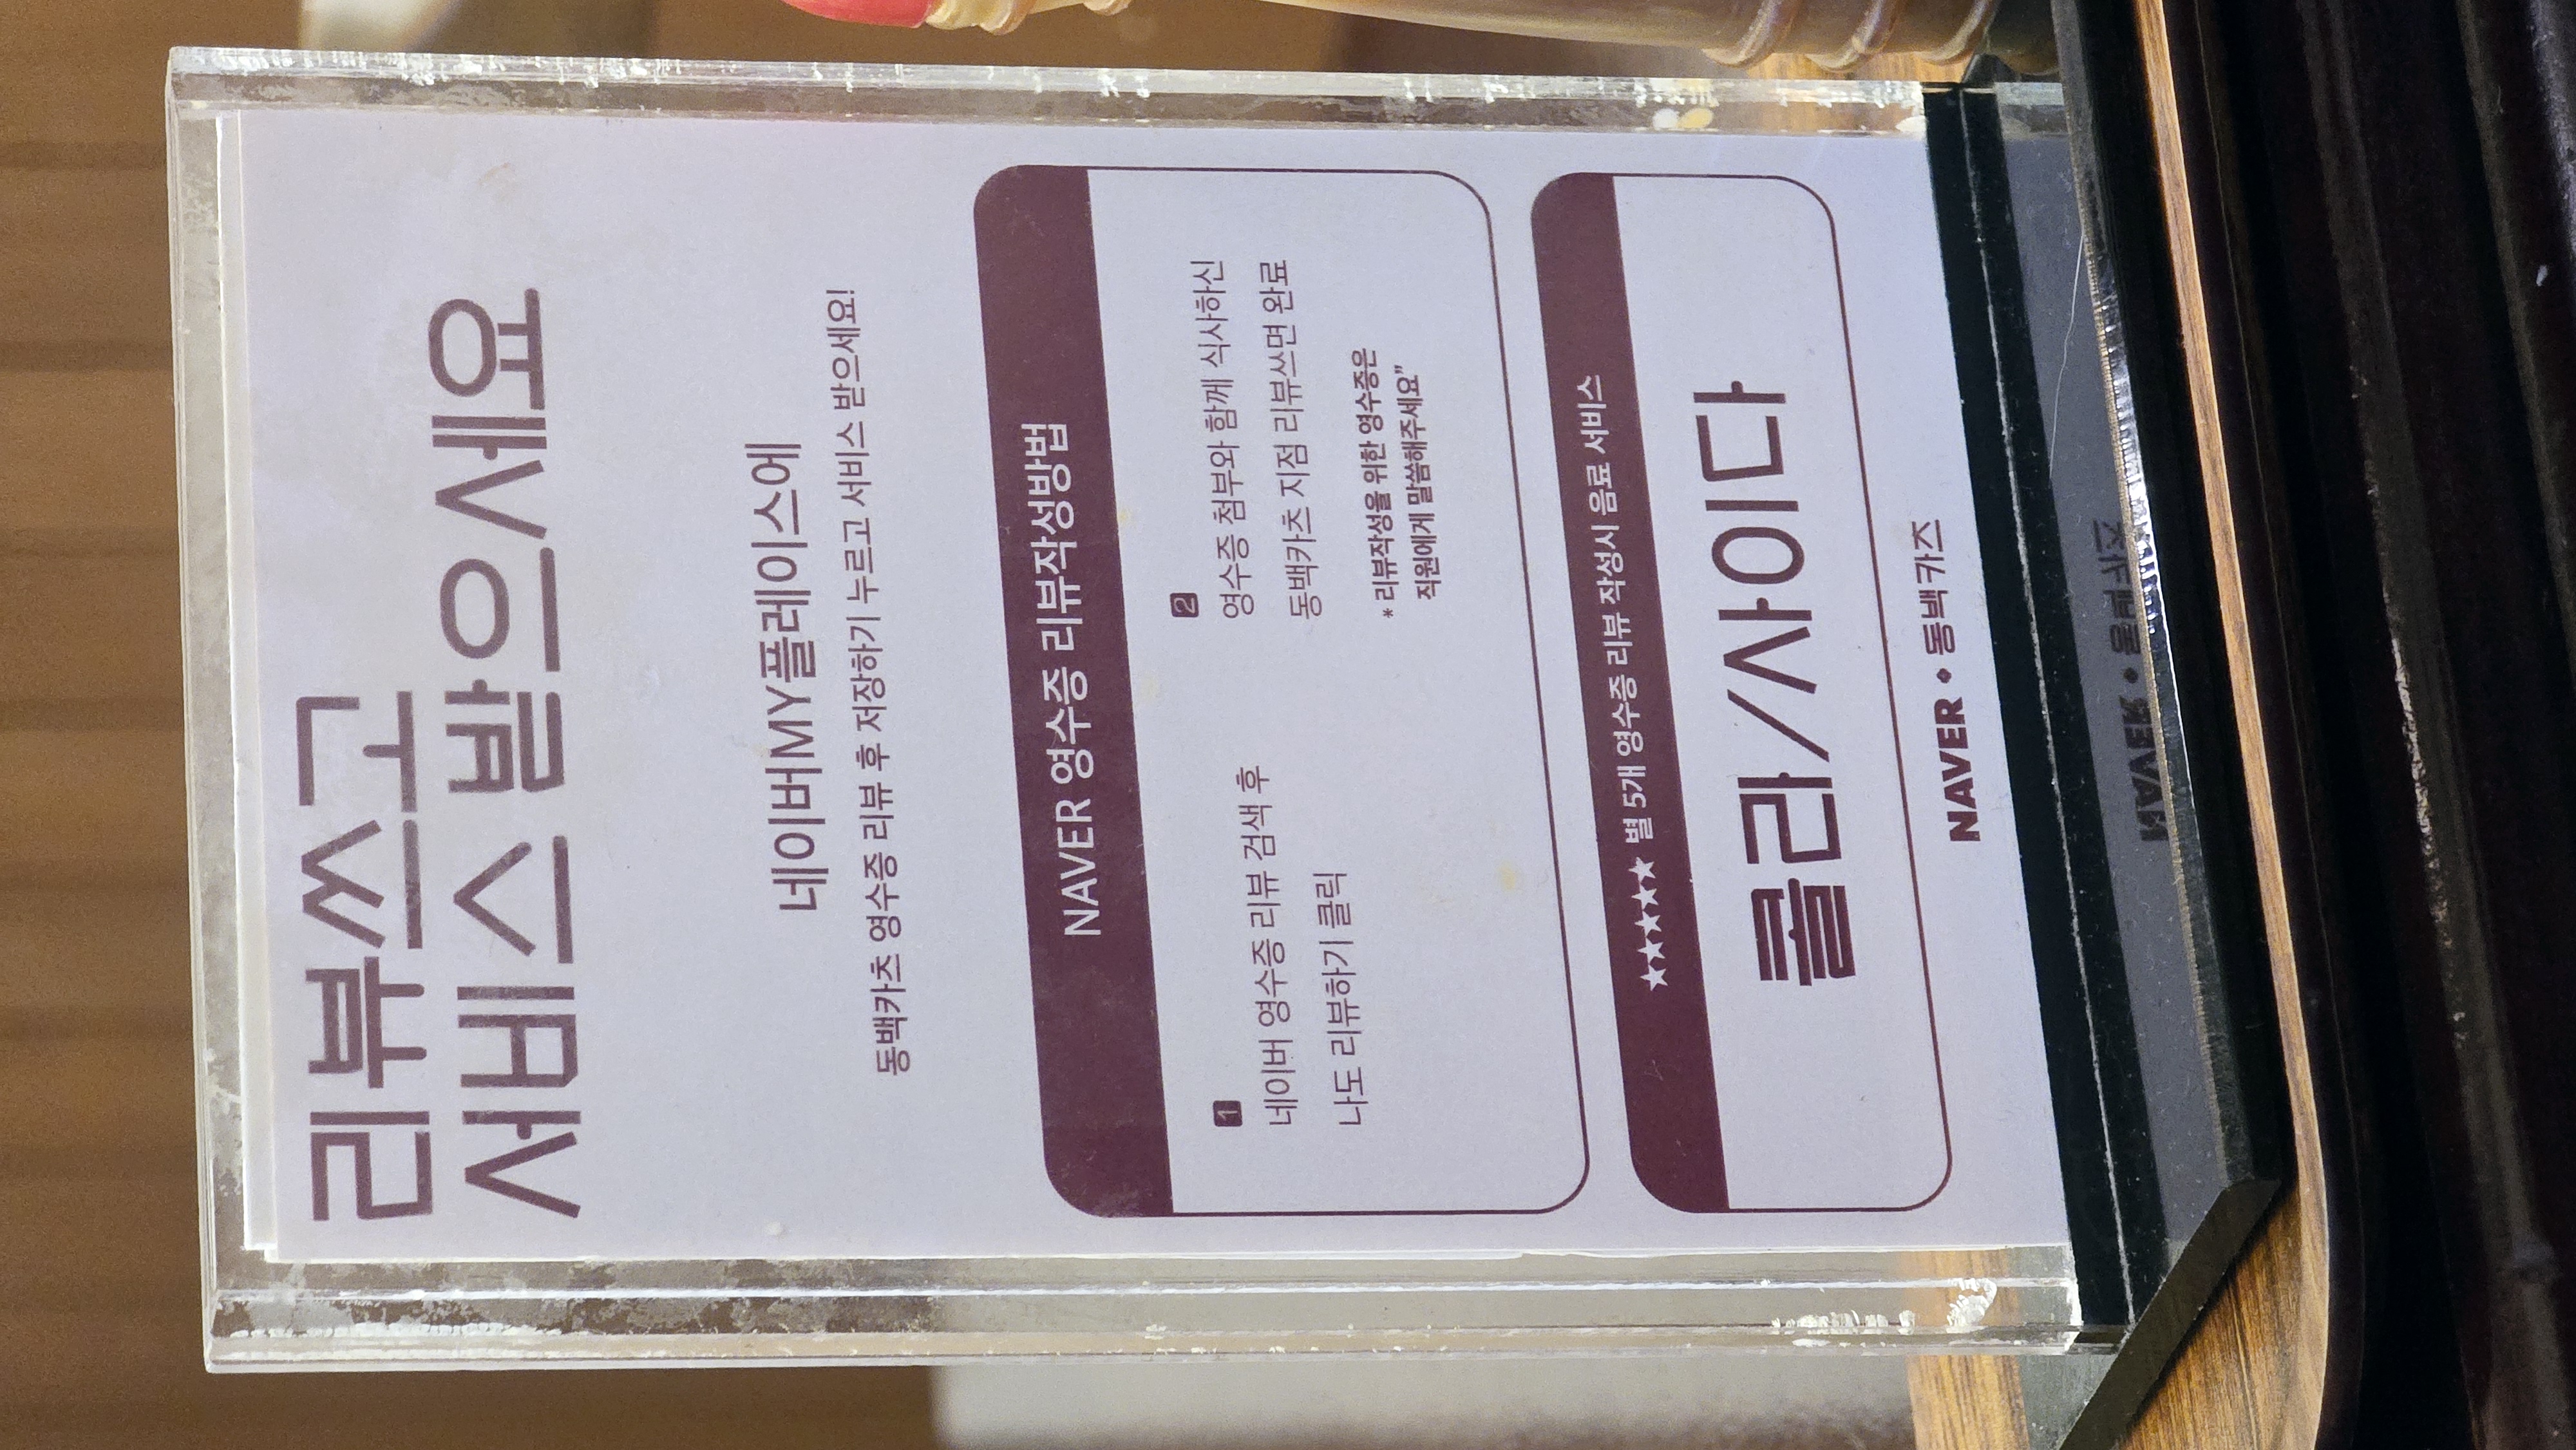 리뷰쓰고
서비스 받으세요
네이버MY플레이스에
동백카츠 영수증 리뷰 후 저장하기 누르고 서비스 받으세요!
NAVER 영수증 리뷰작성방법
1
네이버 영수증 리뷰 검색 후
나도 리뷰하기 클릭
2
영수증 첨부와 함께 식사하신
동백카츠 지점 리뷰쓰면 완료
* 리뷰작성을 위한 영수증은
직원에게 말씀해주세요”
★★★★★ 별 5개 영수증 리뷰 작성시 음료 서비스
콜라/사이다
NAVER • 동백카츠